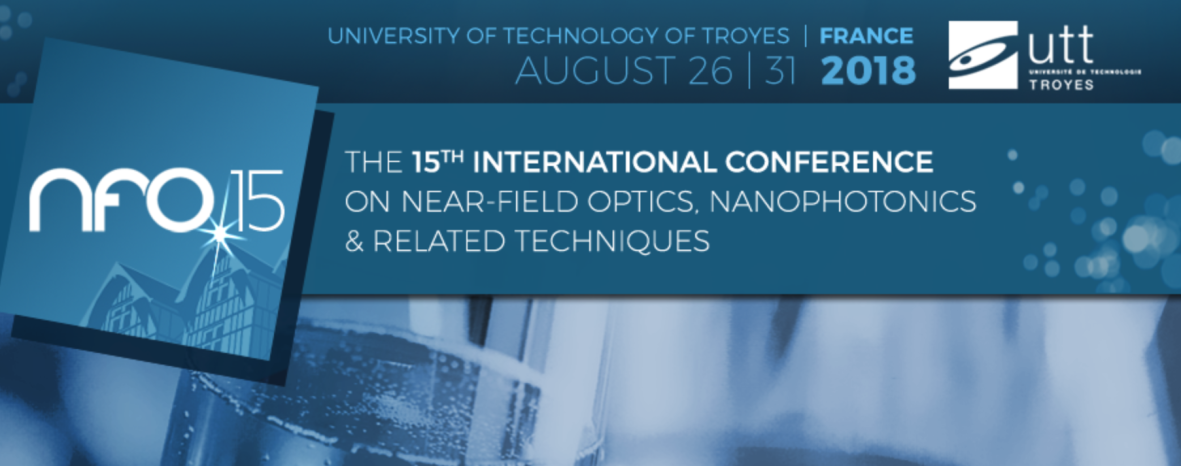 UNIVERSITY OF TECHNOLOGY OF TROYES | FRANCE
AUGUST 26 | 31 2018
utt
UNIVERSITÉ DE TECHNOLOGIE
TROYES
nfo/15
THE 15TH INTERNATIONAL CONFERENCE
ON NEAR-FIELD OPTICS, NANOPHOTONICS
& RELATED TECHNIQUES